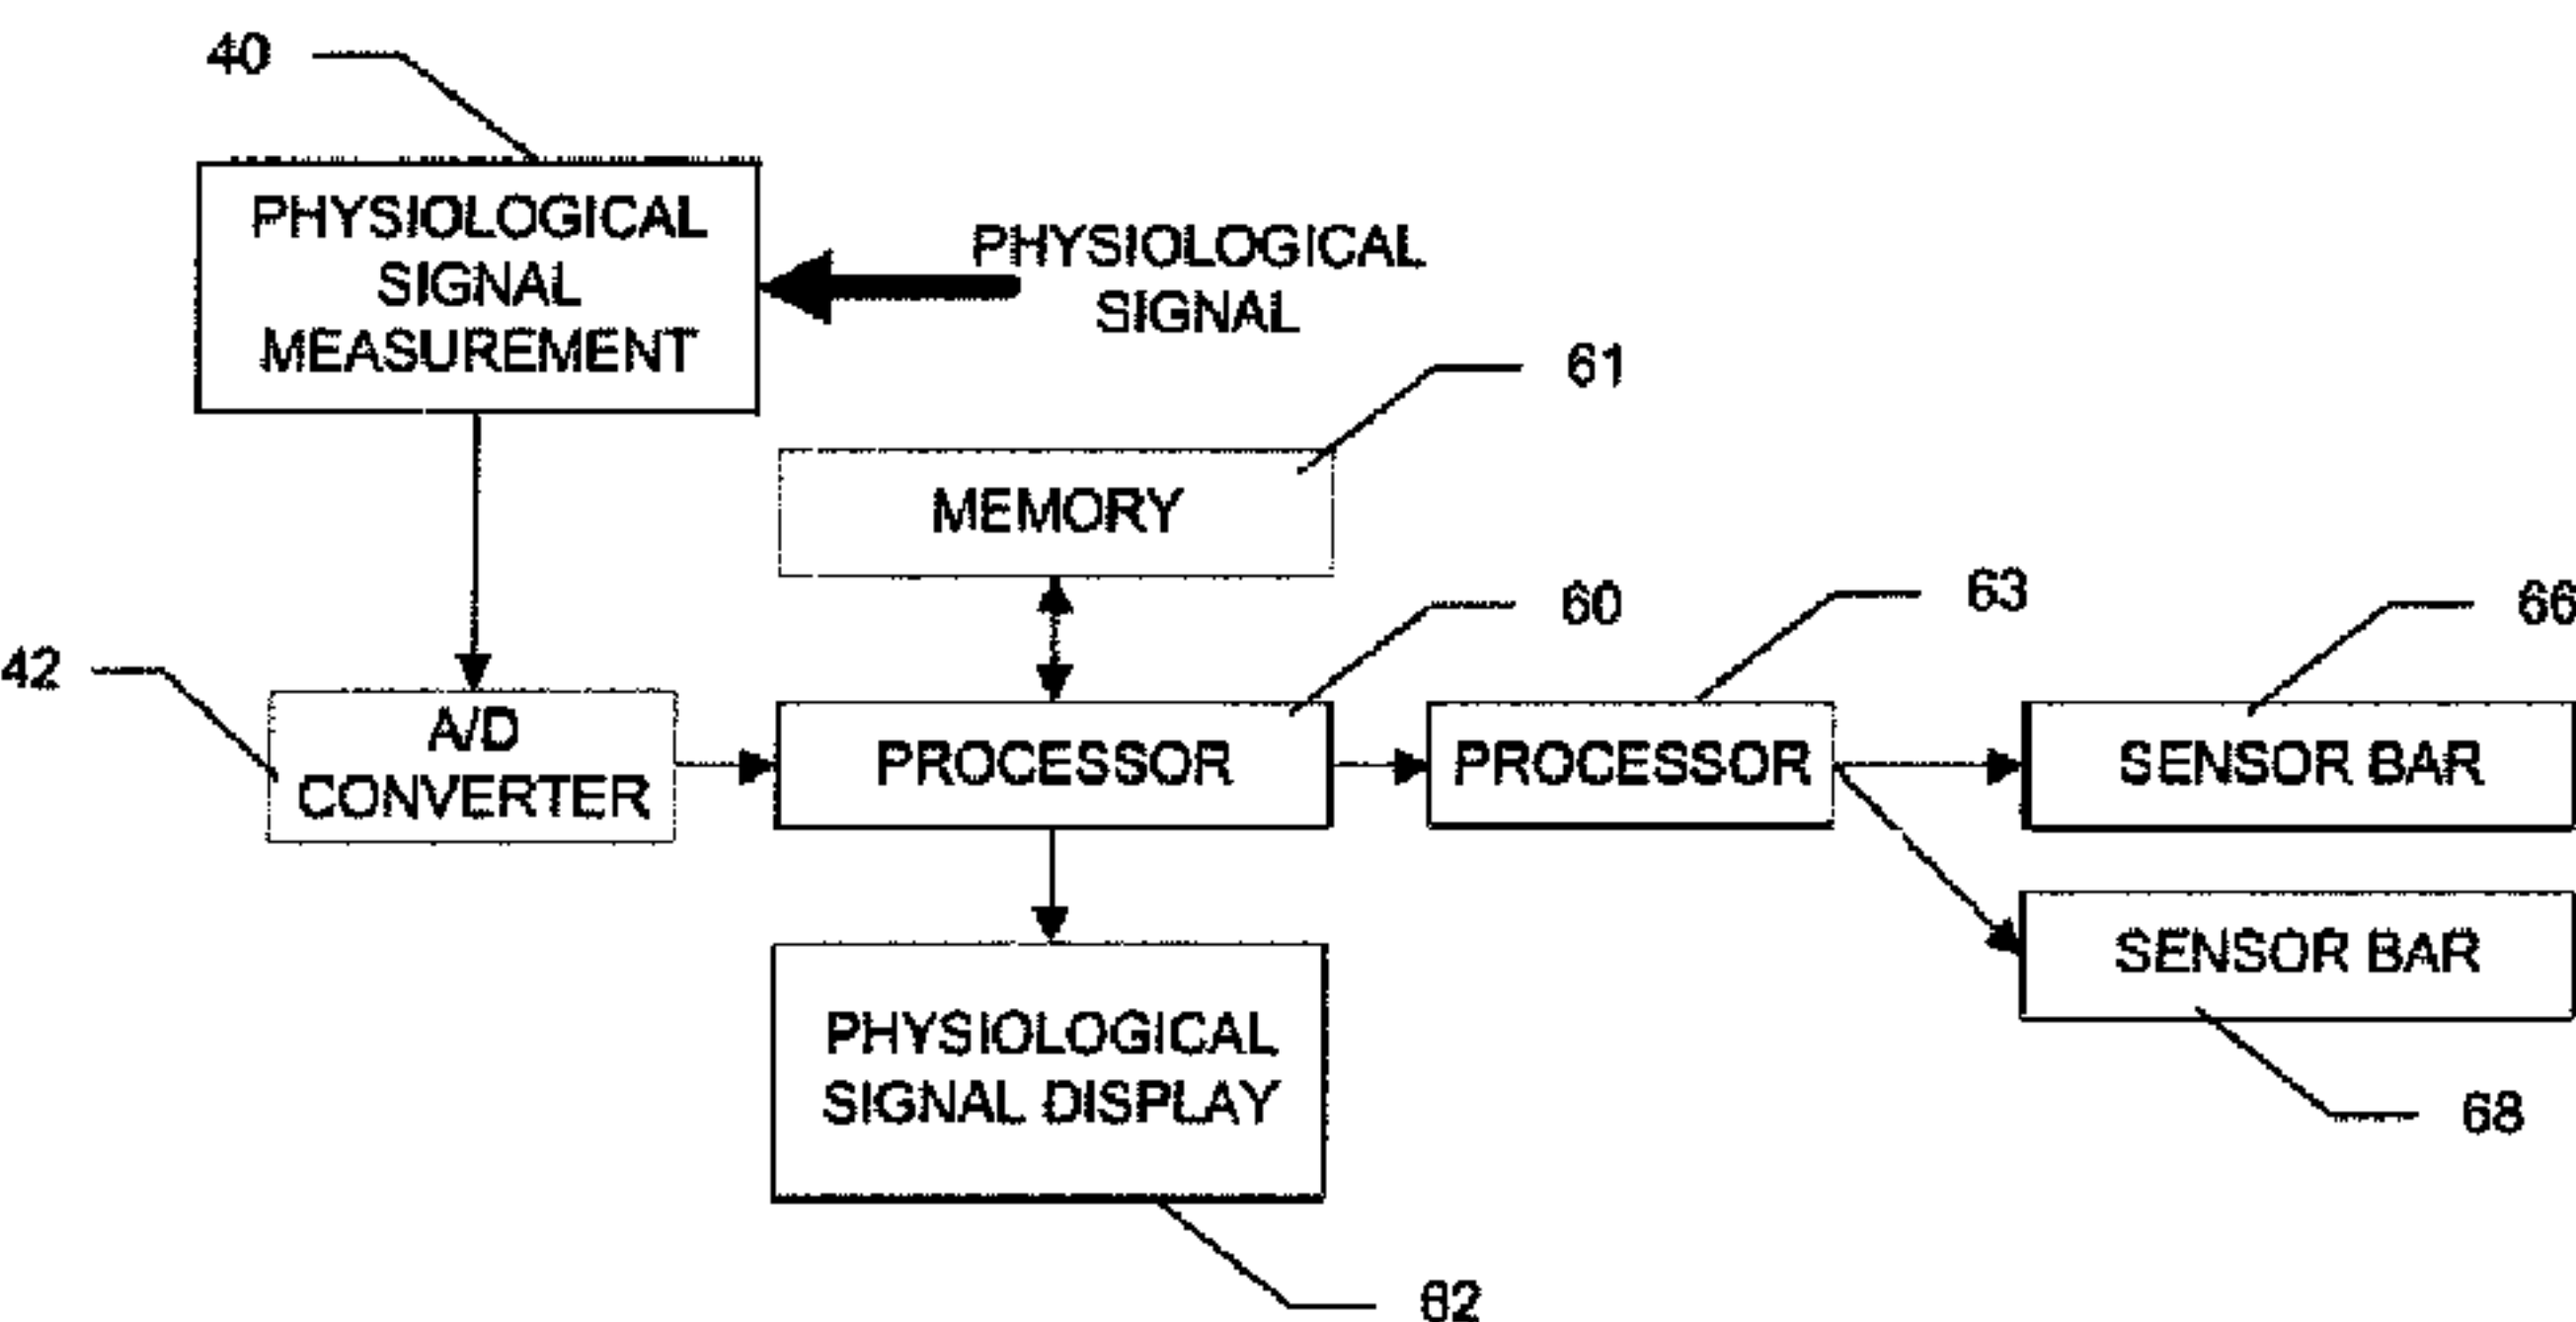 40
PHYSIOLOGICAL
SIGNAL
MEASUREMENT
PHYSIOLOGICAL
SIGNAL
61
MEMORY
42
A/D
CONVERTER
60
PROCESSOR
63
PROCESSOR
66
SENSOR BAR
SENSOR BAR
68
PHYSIOLOGICAL
SIGNAL DISPLAY
62